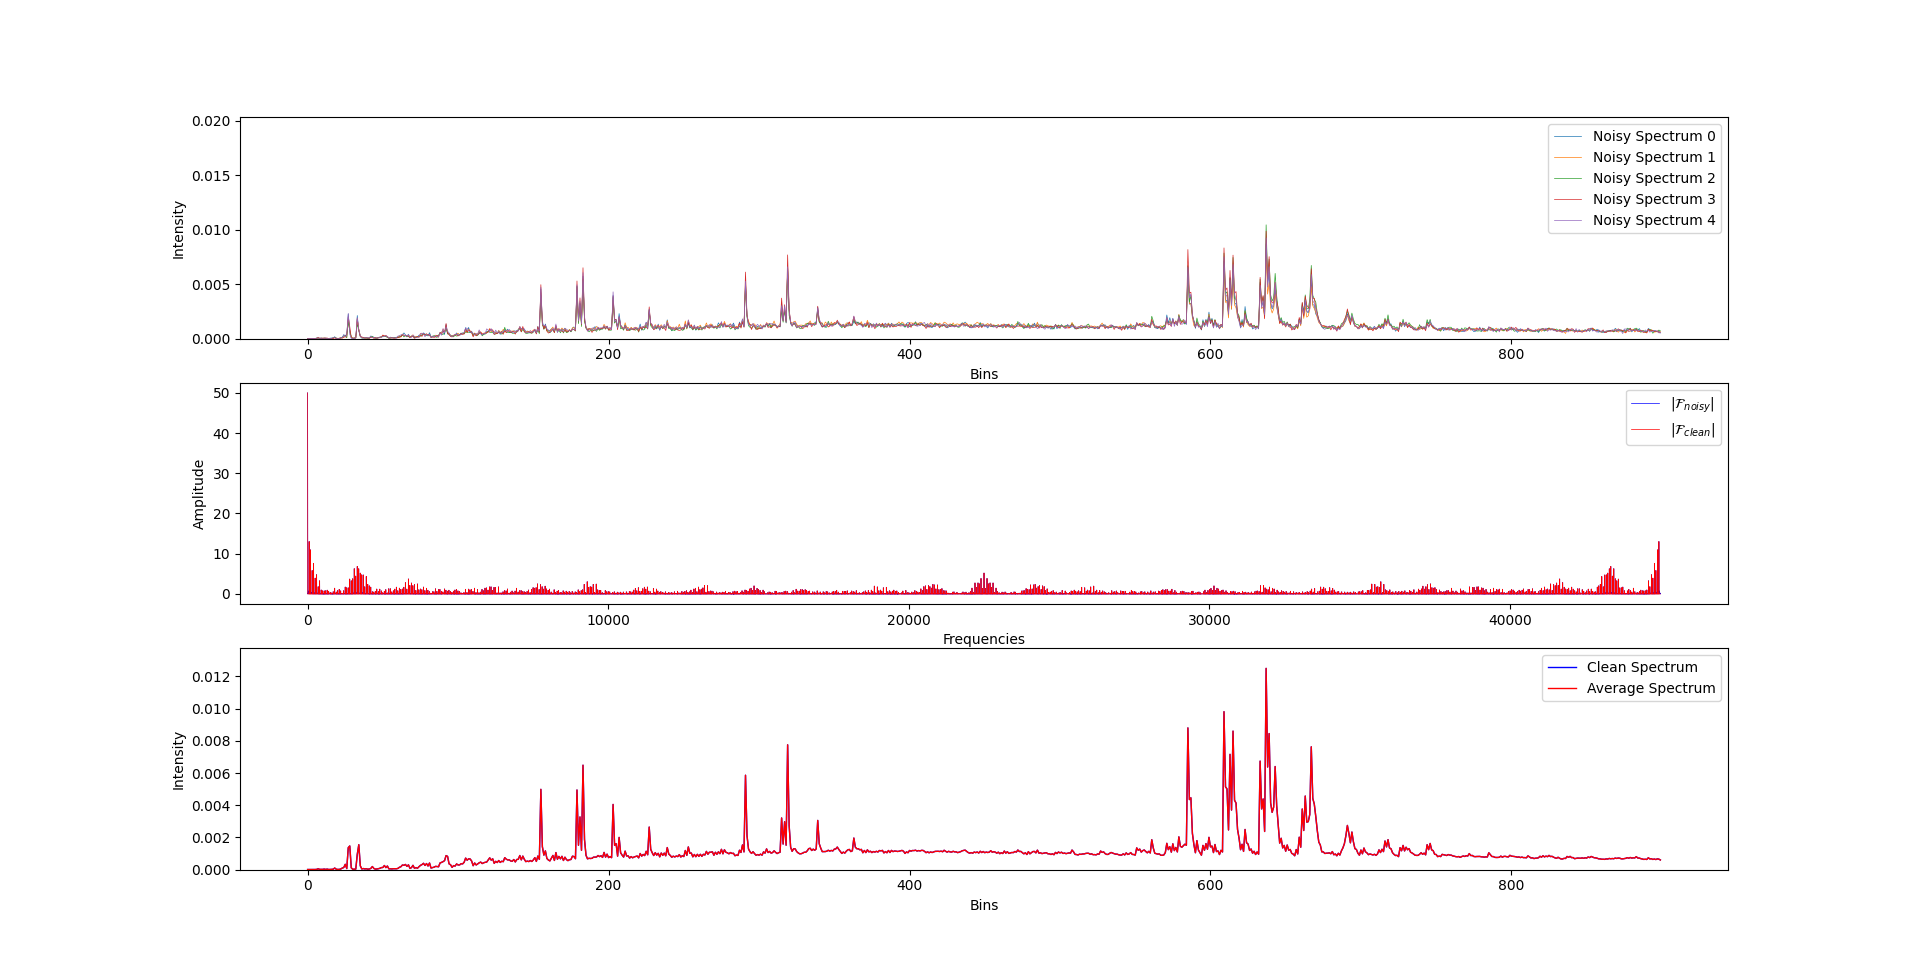 0.020
0.015
0.010
0.005
0.000
Intensity
Noisy Spectrum 0
Noisy Spectrum 1
Noisy Spectrum 2
Noisy Spectrum 3
Noisy Spectrum 4
0 200 400 600 800
Bins
50
40
30
20
10
0
Amplitude
|ℱnoisy|
|ℱclean|
0 10000 20000 30000 40000
Frequencies
0.012
0.010
0.008
0.006
0.004
0.002
0.000
Intensity
Clean Spectrum
Average Spectrum
0 200 400 600 800
Bins